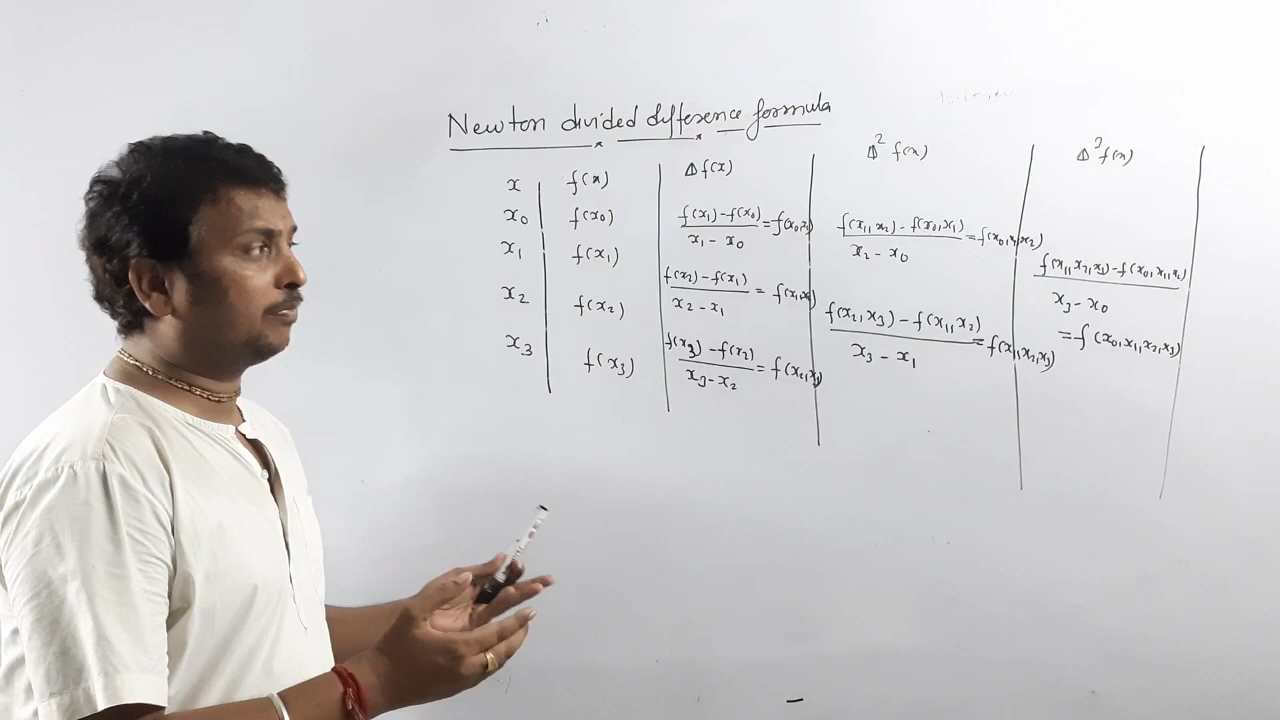 Newton divided difference formula
x f(x) Δf(x) Δ² f(x) Δ³ f(x)
x₀ f(x₀) f(x₁) - f(x₀) / x₁ - x₀ = f(x₀,x₁)
f(x₁,x₂) - f(x₀,x₁) / x₂ - x₀ = f(x₀,x₁,x₂)
x₁ f(x₁)
f(x₂) - f(x₁) / x₂ - x₁ = f(x₁,x₂)
f(x₁,x₂,x₃) - f(x₀,x₁,x₂) / x₃ - x₀
= f(x₀,x₁,x₂,x₃)
x₂ f(x₂)
f(x₂,x₃) - f(x₁,x₂) / x₃ - x₁ = f(x₁,x₂,x₃)
x₃ f(x₃) f(x₃) - f(x₂) / x₃ - x₂ = f(x₂,x₃)